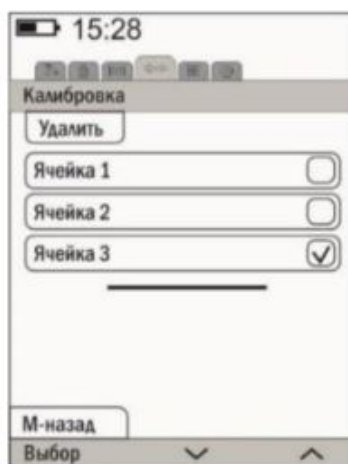 15:28
Калибровка
Удалить
Ячейка 1
Ячейка 2
Ячейка 3
М-назад
Выбор